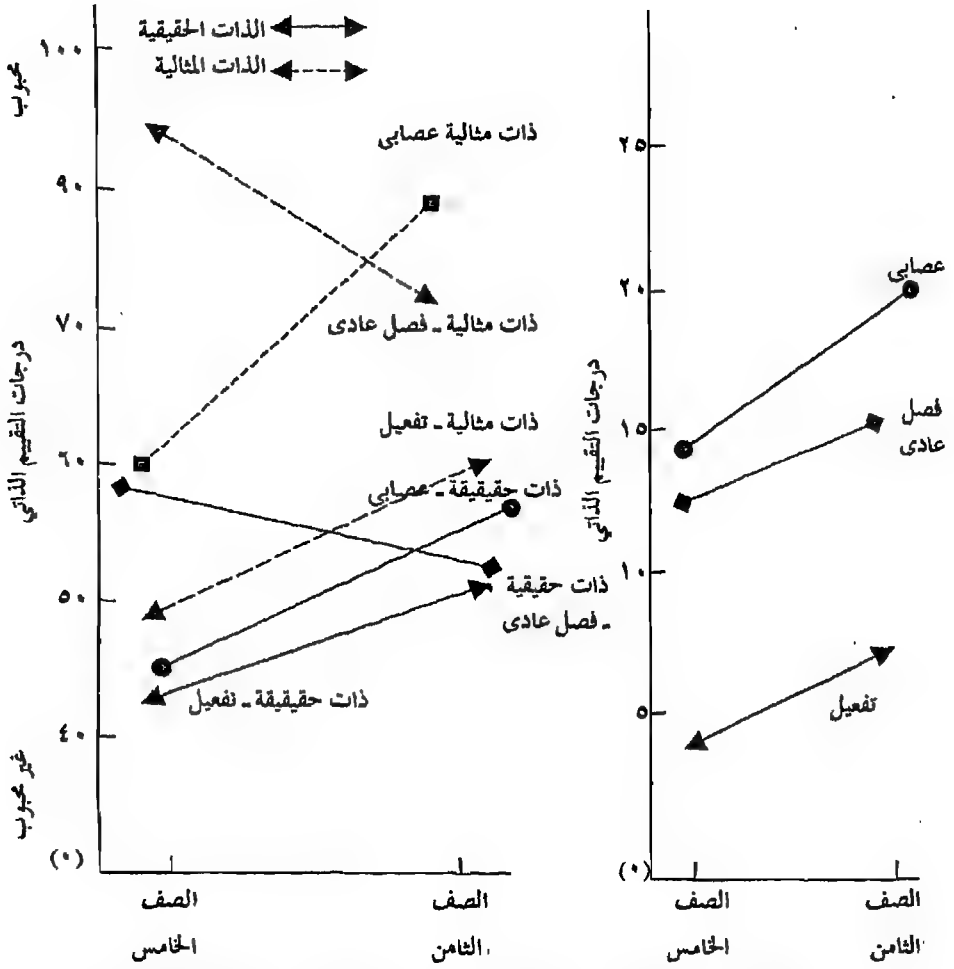 الذات الحقيقية
الذات المثالية
محبوب
درجات التقييم الذاتي
غير محبوب
١٠٠
٩٠
٧٠
٦٠
٥٠
٤٠
(٠)
ذات مثالية عصابى
ذات مثالية - فصل عادى
ذات مثالية - تفعيل
ذات حقيقيقة - عصابى
ذات حقيقية
- فصل عادى
ذات حقيقيقة - تفعيل
الصف
الخامس
الصف
الثامن
درجات التقييم الذاتي
٢٥
٢٠
١٥
١٠
٥
(٠)
عصابى
فصل
عادى
تفعيل
الصف
الخامس
الصف
الثامن